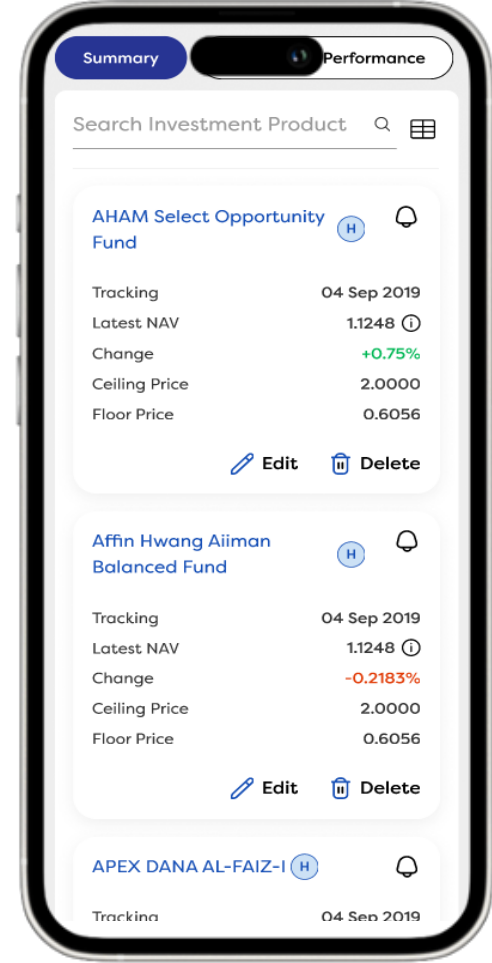 Summary
Performance
Search Investment Product
AHAM Select Opportunity
Fund
H
Tracking 04 Sep 2019
Latest NAV 1.1248
Change +0.75%
Ceiling Price 2.0000
Floor Price 0.6056
Edit Delete
Affin Hwang Aiiman
Balanced Fund
H
Tracking 04 Sep 2019
Latest NAV 1.1248
Change -0.2183%
Ceiling Price 2.0000
Floor Price 0.6056
Edit Delete
APEX DANA AL-FAIZ-I H
Tracking 04 Sep 2019